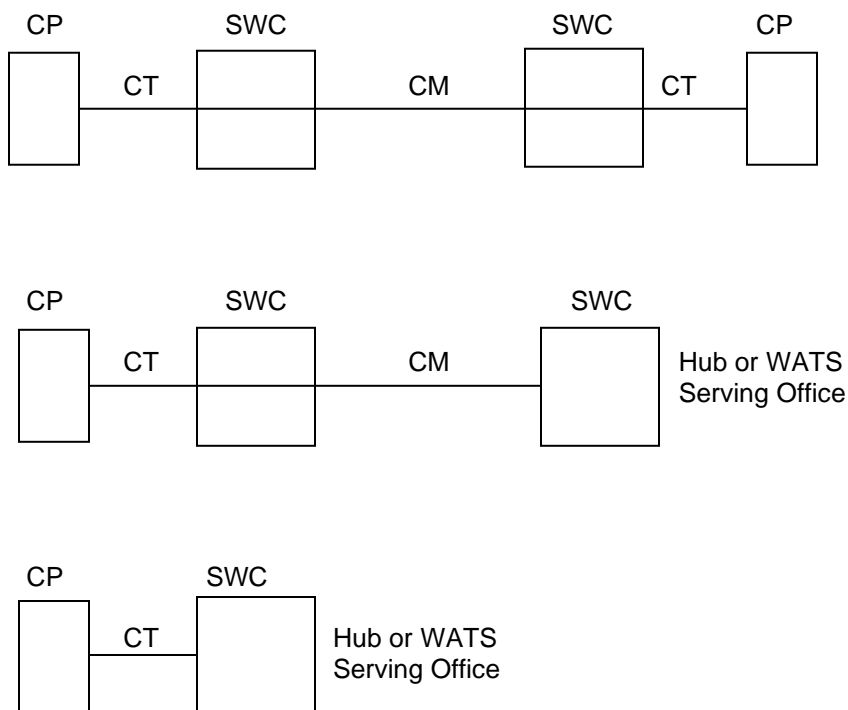 CP SWC SWC CP
CT CM CT
CP SWC SWC
CT CM Hub or WATS
Serving Office
CP SWC
CT Hub or WATS
Serving Office